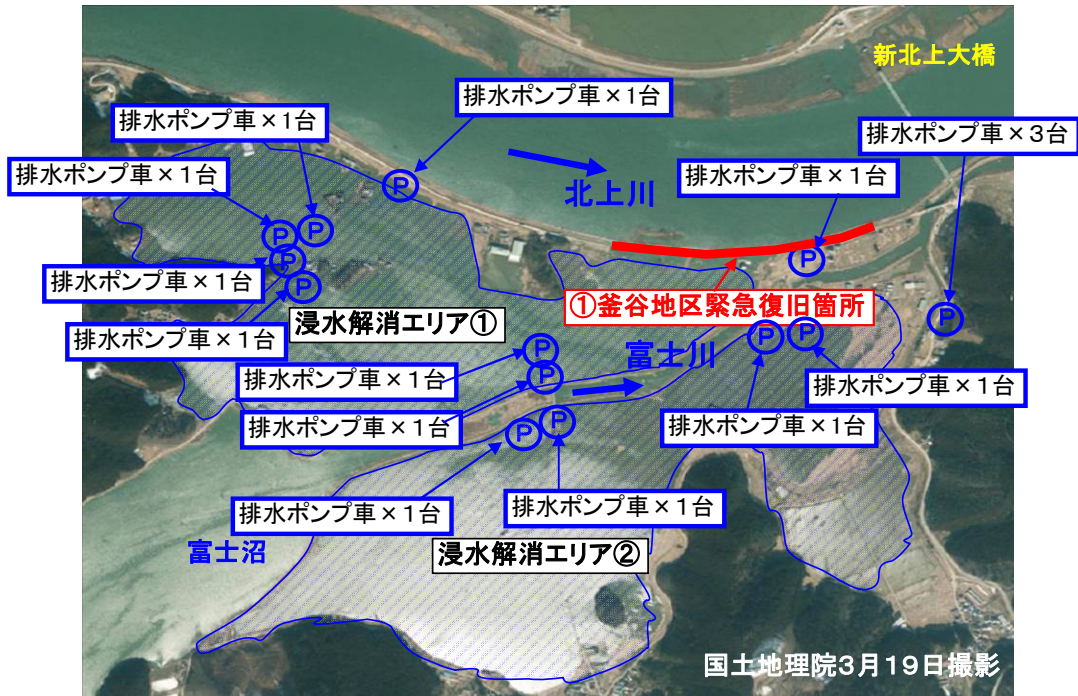 新北上大橋
排水ポンプ車×1台
排水ポンプ車×1台
排水ポンプ車×3台
排水ポンプ車×1台
排水ポンプ車×1台
P
北上川
P
P
P
P
P
排水ポンプ車×1台
P
①釜谷地区緊急復旧箇所
浸水解消エリア①
P
P
P
排水ポンプ車×1台
富士川
P
排水ポンプ車×1台
P
排水ポンプ車×1台
排水ポンプ車×1台
排水ポンプ車×1台
P
P
排水ポンプ車×1台
排水ポンプ車×1台
富士沼
浸水解消エリア②
国土地理院3月19日撮影